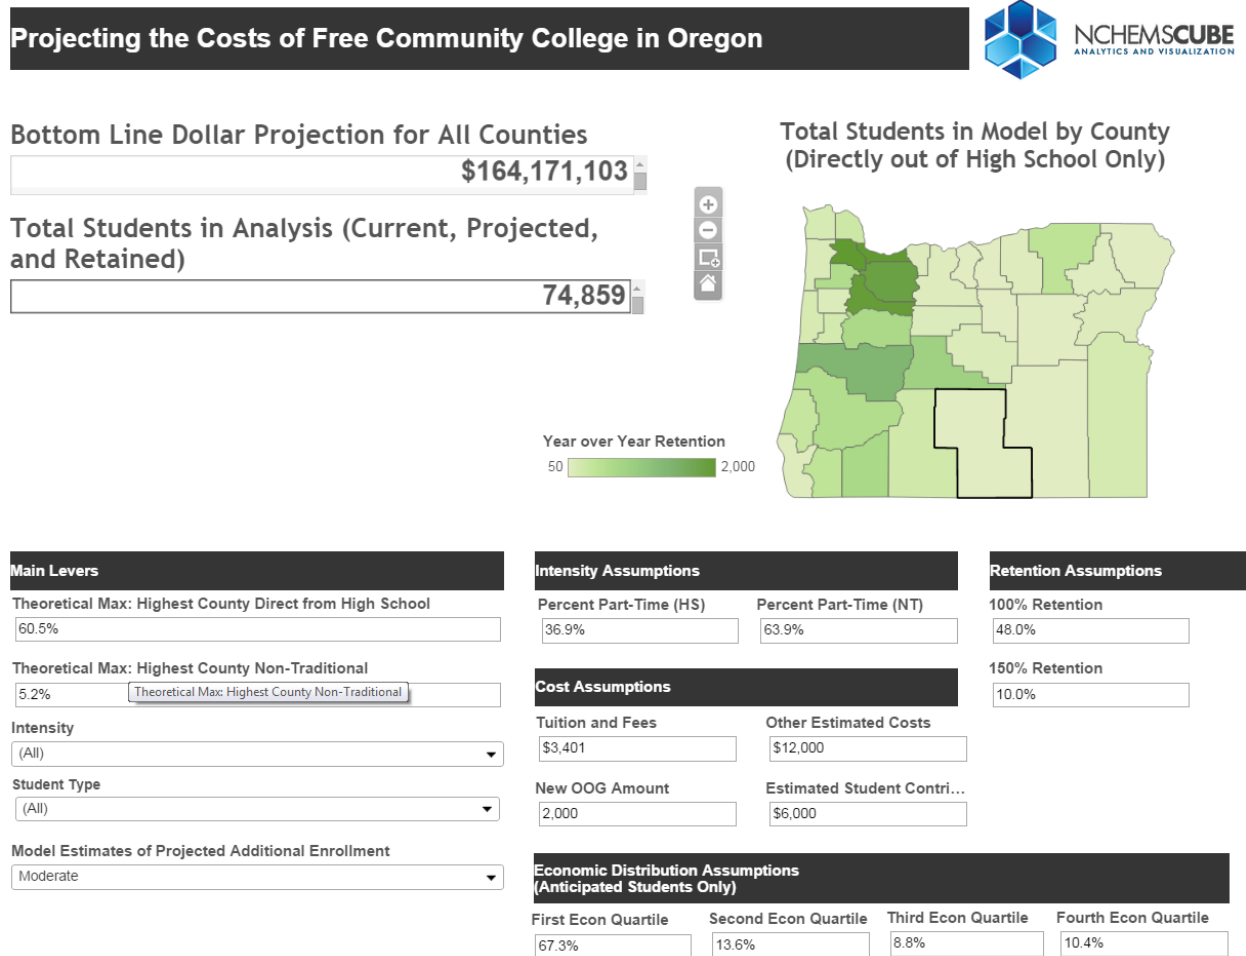 Projecting the Costs of Free Community College in Oregon
NCHEMSCUBE
ANALYTICS AND VISUALIZATION
Bottom Line Dollar Projection for All Counties
$164,171,103
Total Students in Analysis (Current, Projected,
and Retained)
74,859
Total Students in Model by County
(Directly out of High School Only)
Year over Year Retention
50
2,000
Main Levers
Theoretical Max: Highest County Direct from High School
60.5%
Theoretical Max: Highest County Non-Traditional
5.2%
Theoretical Max: Highest County Non-Traditional
Intensity
(All)
Student Type
(All)
Model Estimates of Projected Additional Enrollment
Moderate
Intensity Assumptions
Percent Part-Time (HS) Percent Part-Time (NT)
36.9% 63.9%
Cost Assumptions
Tuition and Fees Other Estimated Costs
$3,401 $12,000
New OOG Amount Estimated Student Contri...
2,000 $6,000
Retention Assumptions
100% Retention
48.0%
150% Retention
10.0%
Economic Distribution Assumptions
(Anticipated Students Only)
First Econ Quartile Second Econ Quartile Third Econ Quartile Fourth Econ Quartile
67.3% 13.6% 8.8% 10.4%